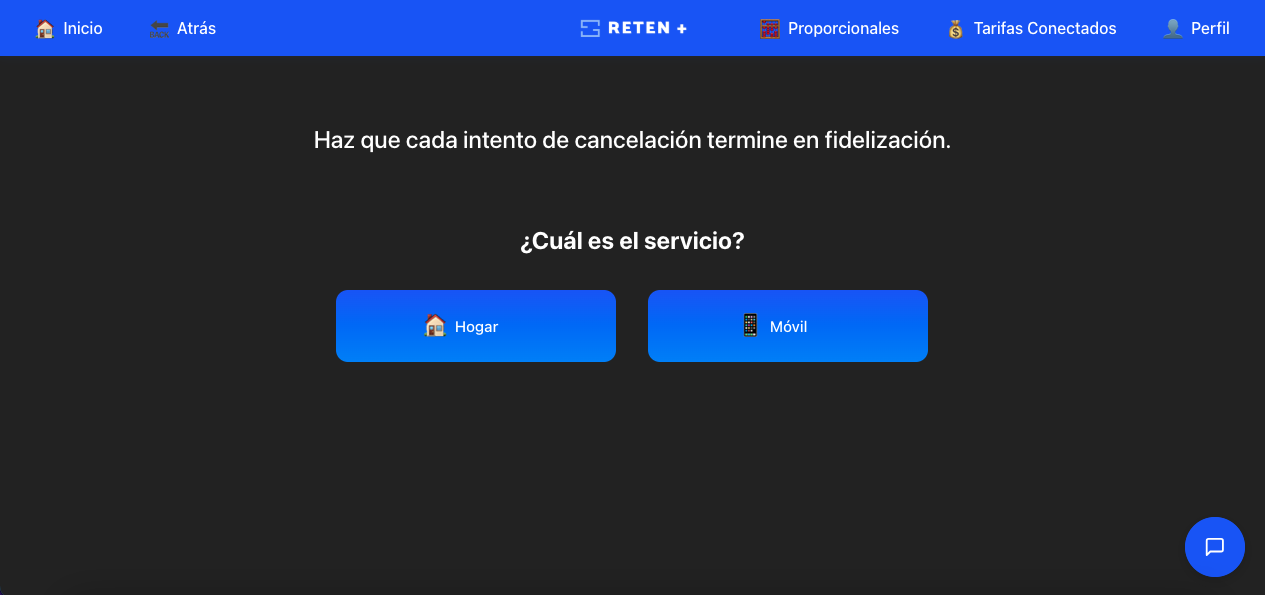 Inicio
Atrás
RETEN +
Proporcionales
Tarifas Conectados
Perfil
Haz que cada intento de cancelación termine en fidelización.
¿Cuál es el servicio?
Hogar
Móvil